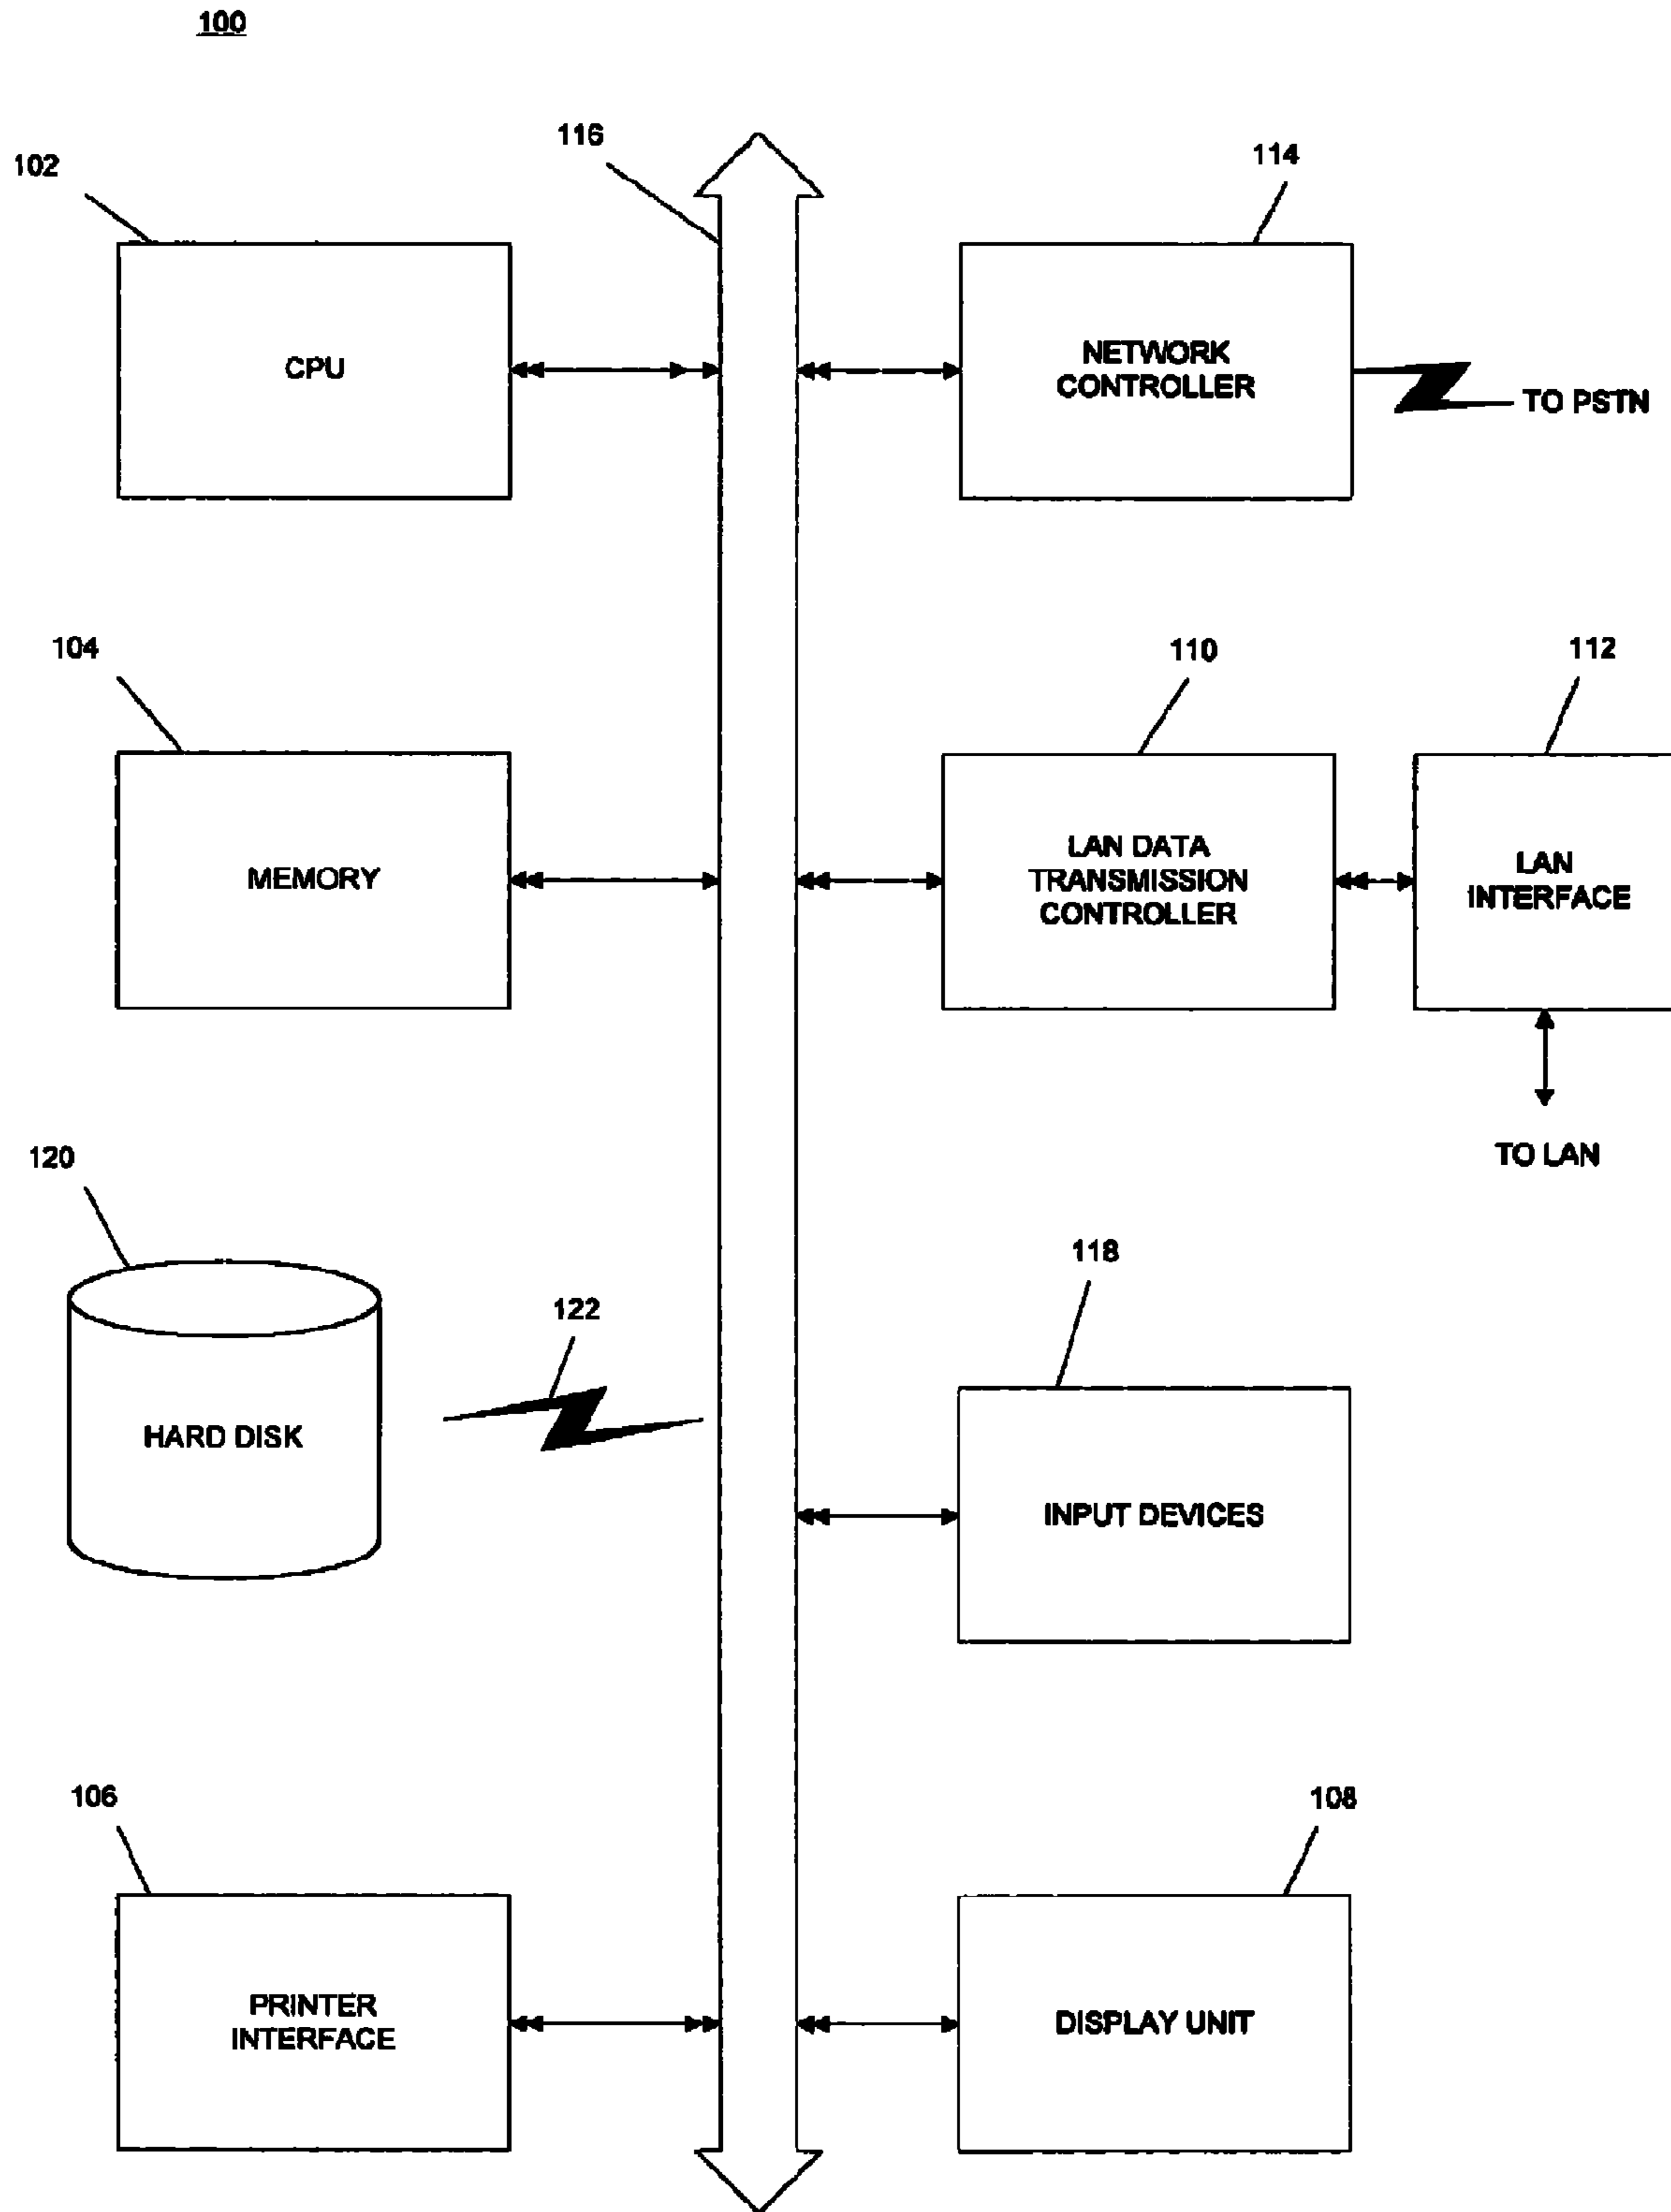 100
116
114
102
CPU
NETWORK
CONTROLLER
TO PSTN
104
110
112
MEMORY
LAN DATA
TRANSMISSION
CONTROLLER
LAN
INTERFACE
TO LAN
120
118
122
HARD DISK
INPUT DEVICES
106
108
PRINTER
INTERFACE
DISPLAY UNIT